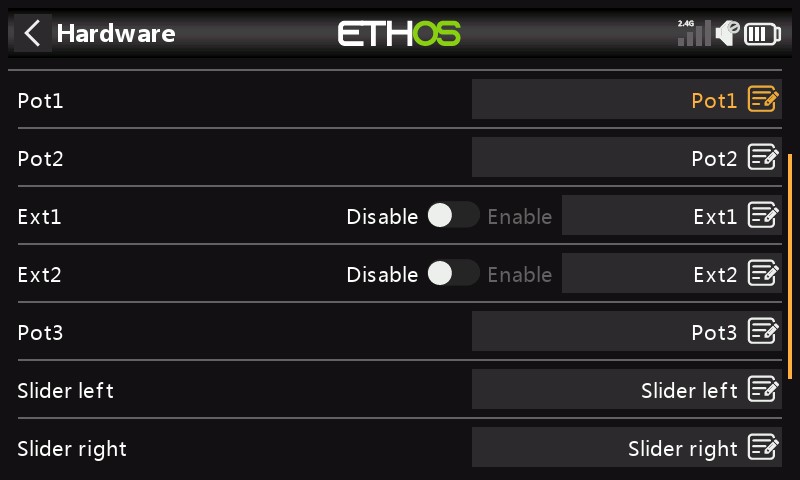 Hardware
ETHOS
2.4G
Pot1 Pot1
Pot2 Pot2
Ext1 Disable Enable Ext1
Ext2 Disable Enable Ext2
Pot3 Pot3
Slider left Slider left
Slider right Slider right